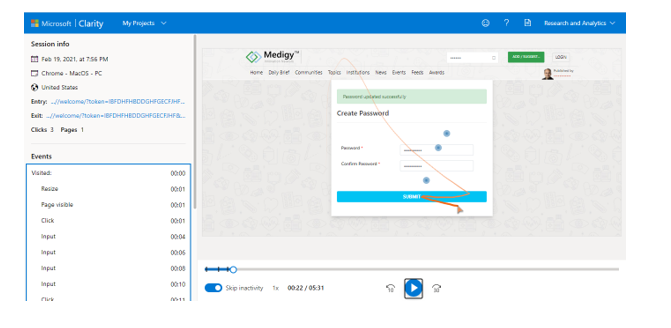 Microsoft | Clarity My Projects
? Research and Analytics
Session info
Feb 19, 2021, at 7:56 PM
Chrome - MacOS - PC
United States
Entry: .../welcome/?token=IBFDHFHBDDGHFGECFJHF...
Exit: .../welcome/?token=IBFDHFHBDDGHFGECFJHF&...
Clicks 3 Pages 1
Events
Visited: 00:00
Resize 00:01
Page visible 00:01
Click 00:01
Input 00:04
Input 00:06
Input 00:08
Input 00:10
Click 00:11
Medigy™
LOGIN
Home Daily Brief Communities Topics Institutions News Events Feeds Awards
Password updated successfully
Create Password
Password *
Confirm Password *
SUBMIT
Skip inactivity 1x 00:22 / 05:31